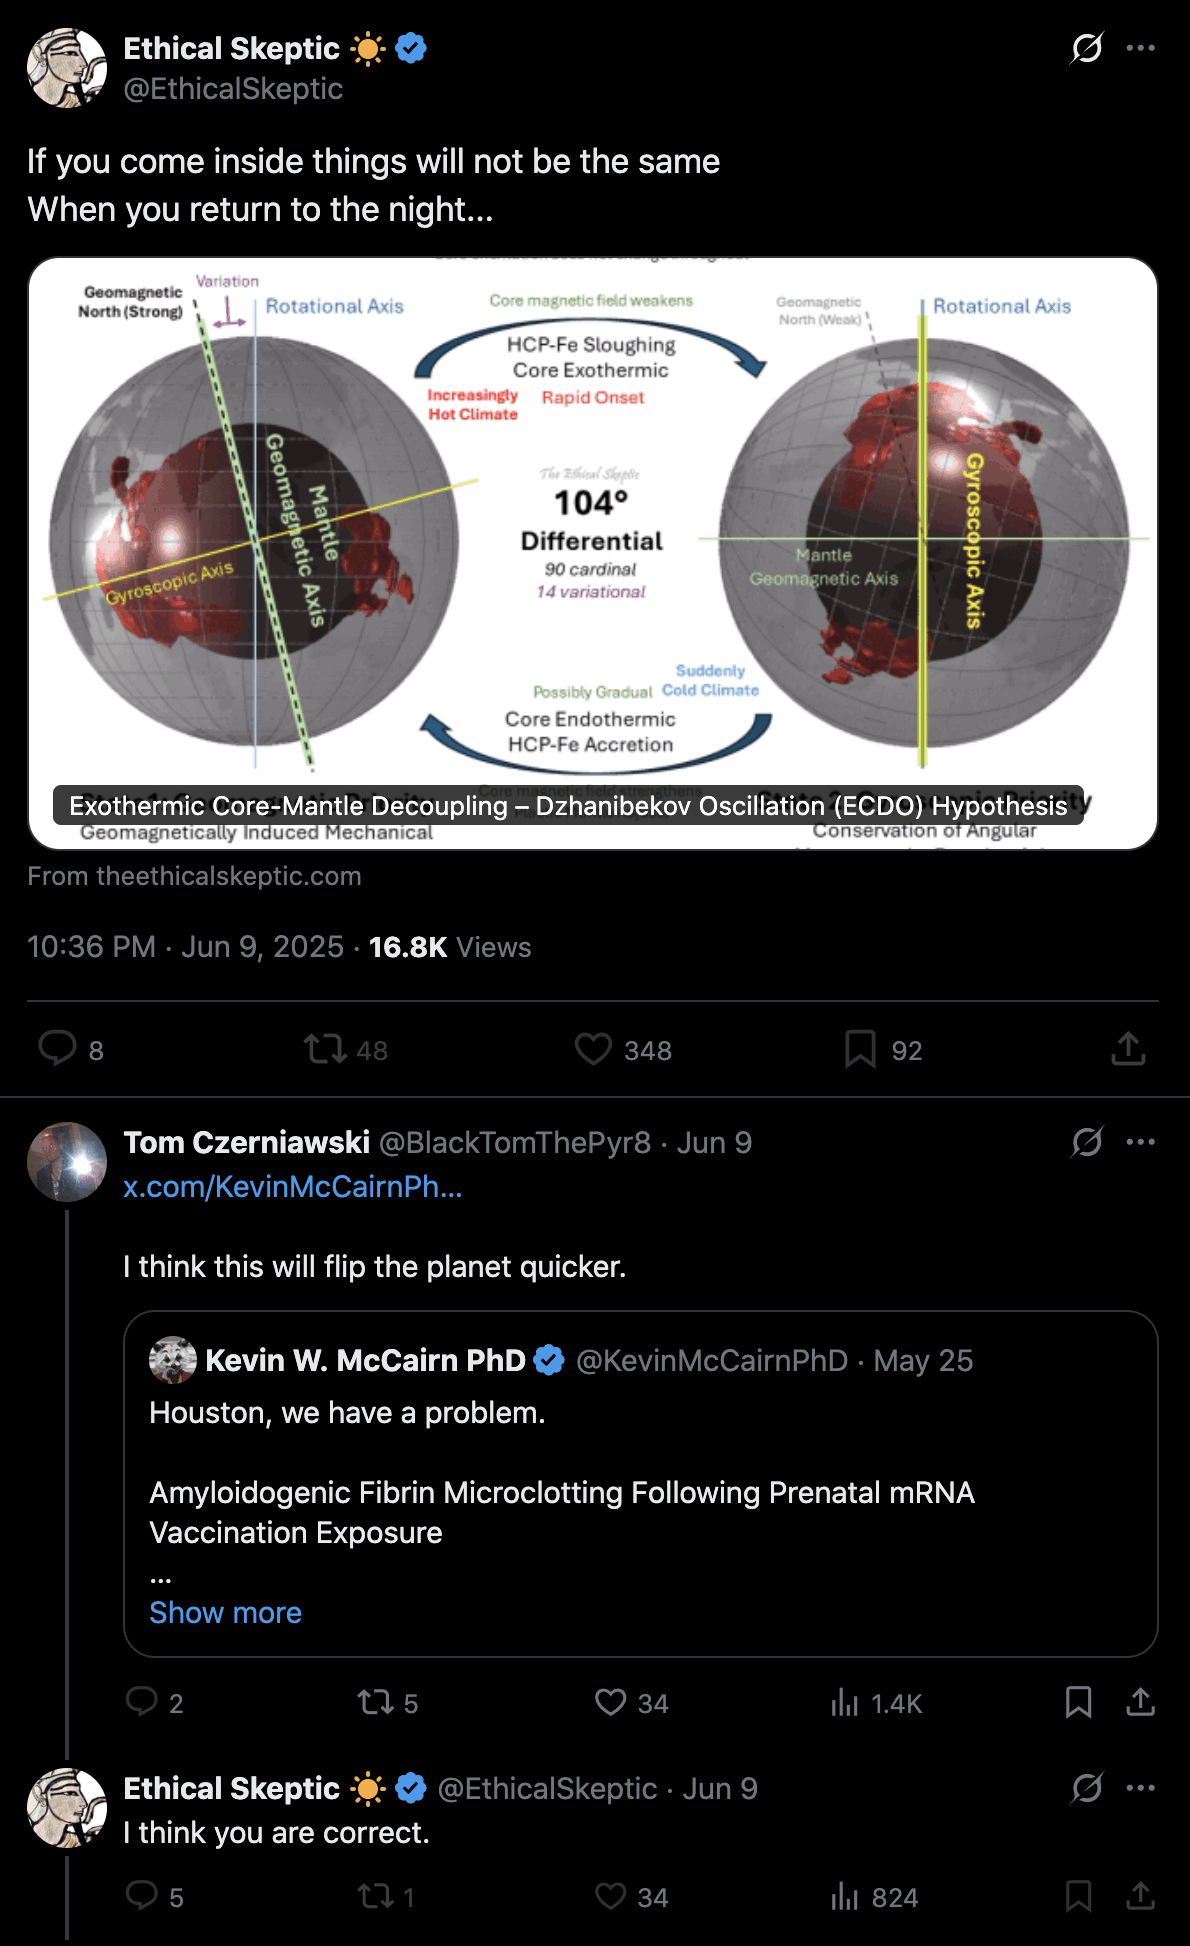 Ethical Skeptic
@EthicalSkeptic
If you come inside things will not be the same
When you return to the night...
Geomagnetic
North (Strong)
Variation
Rotational Axis
Core magnetic field weakens
HCP-Fe Sloughing
Core Exothermic
Increasingly
Hot Climate
Rapid Onset
Geomagnetic
North (Weak)
Rotational Axis
Mantle
Geomagnetic Axis
Gyroscopic Axis
The Ethical Skeptic
104°
Differential
90 cardinal
14 variational
Mantle
Geomagnetic Axis
Gyroscopic Axis
Suddenly
Cold Climate
Possibly Gradual
Core Endothermic
HCP-Fe Accretion
Exothermic Core-Mantle Decoupling – Dzhanibekov Oscillation (ECDO) Hypothesis
Geomagnetically Induced Mechanical
Conservation of Angular
From theethicalskeptic.com
10:36 PM · Jun 9, 2025 · 16.8K Views
8 48 348 92
Tom Czerniawski @BlackTomThePyr8 · Jun 9
x.com/KevinMcCairnPh...
I think this will flip the planet quicker.
Kevin W. McCairn PhD @KevinMcCairnPhD · May 25
Houston, we have a problem.
Amyloidogenic Fibrin Microclotting Following Prenatal mRNA
Vaccination Exposure
...
Show more
2 5 34 1.4K
Ethical Skeptic @EthicalSkeptic · Jun 9
I think you are correct.
5 1 34 824